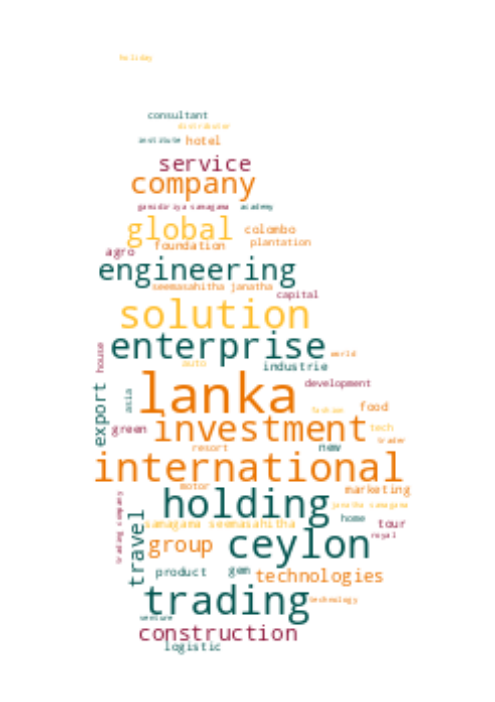 holiday
consultant
distributor
institute hotel
service
company
gamidiriya samagama academy
global colombo
foundation plantation
agro
engineering
seemasahitha janatha
capital
solution
enterprise
house
world
auto industrie
lanka
development
asia
export
fashion food
green investment tech
trader
resort new
international
motor marketing
holding
janatha samagama
trading company
home
samagama seemasahitha tour
travel
royal
group ceylon
product gem technologies
trading
technology
venture
construction
logistic